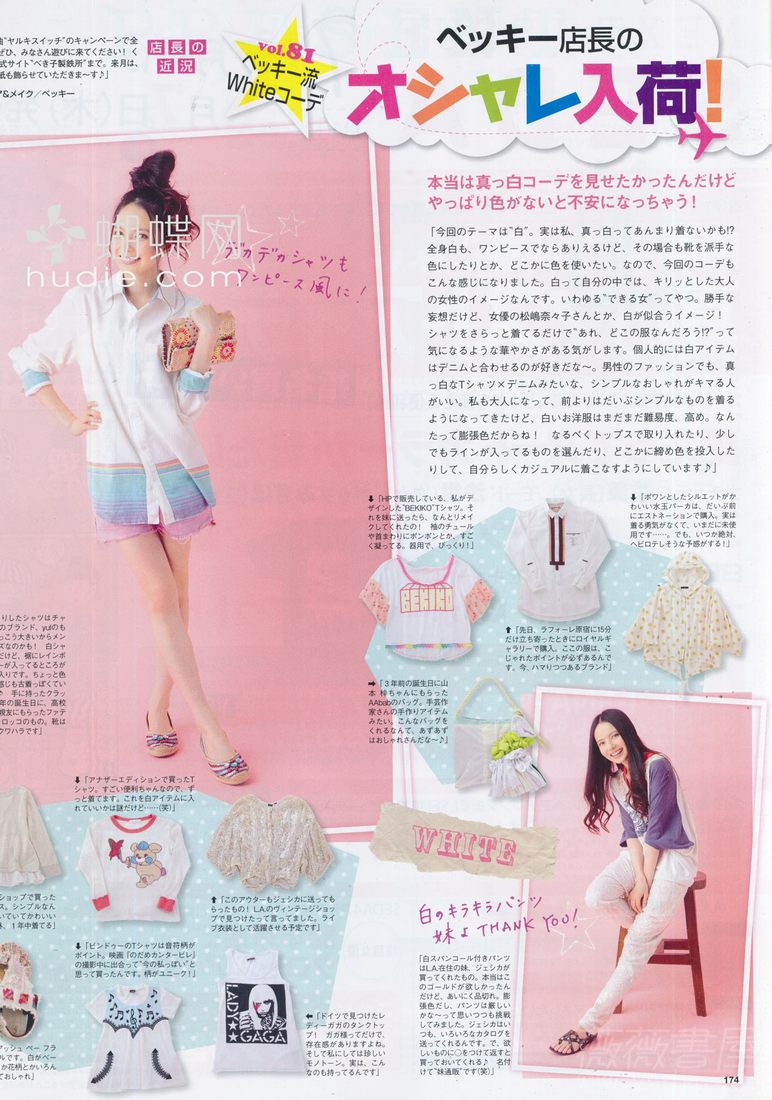 曲"ヤルキスイッチ"のキャンペーンで全
ぜひ、みなさん遊びに来てください! く
式サイト"べき子製鉄所"まで。来月は、
紙も飾らせていただきま〜す♪」
ア&メイク/ベッキー
店長の
近況
vol.81
ベッキー流
Whiteコーデ
ベッキー店長の
オシャレ入荷!
本当は真っ白コーデを見せたかったんだけど
やっぱり色がないと不安になっちゃう!
「今回のテーマは"白"。実は私、真っ白ってあんまり着ないかも!?
全身白も、ワンピースでならありえるけど、その場合も靴を派手な
色にしたりとか、どこかに色を使いたい。なので、今回のコーデも
こんな感じになりました。白って自分の中では、キリッとした大人
の女性のイメージなんです。いわゆる"できる女"ってやつ。勝手な
妄想だけど、女優の松嶋奈々子さんとか、白が似合うイメージ!
シャツをさらっと着てるだけで"あれ、どこの服なんだろう!?"って
気になるような華やかさがある気がします。個人的には白アイテム
はデニムと合わせるのが好きだな〜。男性のファッションでも、真
っ白なTシャツ×デニムみたいな、シンプルなおしゃれがキマる人
がいい。私も大人になって、前よりはだいぶシンプルなものを着る
ようになってきたけど、白いお洋服はまだまだ難易度、高め。なん
たって膨張色だからね! なるべくトップスで取り入れたり、少し
でもラインが入ってるものを選んだり、どこかに締め色を投入した
りして、自分らしくカジュアルに着こなすようにしています♪」
蝴蝶网
hudie.com
デカデカシャツも
ワンピース風に!
⬇「HPで販売している、私がデ
ザインした"BEKIKO"Tシャツ。そ
れを妹に送ったら、なんとリメイ
クしてくれたの! 袖のチュール
や首まわりにポンポンとか、すご
く凝ってる。器用で、びっくり!」
⬇「ポワンとしたシルエットがか
わいい水玉パーカは、だいぶ前に
エストネーションで購入。実は
着る勇気がなくて、いまだに未使
用です…。でも、いつか絶対、
ヘビロテしそうな予感がする!」
BEKIKO
⬆「先日、ラフォーレ原宿に15分
だけ立ち寄ったときにロイヤルギ
ャラリーで購入。ここの服は、こ
じゃれたポイントが必ずあるんで
す。今、ハマりつつあるブランド」
➡「3年前の誕生日に山
本 梓ちゃんにもらった
AAbabのバッグ。手芸作
家さんの手作りアイテム
みたい。こんなバッグを
くれるなんて、あずあず
はおしゃれさんだな〜♪」
りしたシャツはチャ
のブランド、yuiのも
っこう大きいからメン
ズなのかも! 白シャ
だけど、裾にレインボ
ーが入ってるところが
入りです。ちょっと色
感じも古着っぽくてい
手に持ったクラッ
年の誕生日に、高校
親友にもらったファテ
ロッコのもの。靴は
クワハラです」
⬇「アナザーエディションで買ったT
シャツ。すごい便利ちゃんなので、ず
っと着てます。これを白アイテムに入
れていいかは謎だけど……(笑)」
ショップで買った
ス。シンプルなん
いていてかわいい
、1年中着てる」
⬆「このアウターもジェシカに送っても
らったもの! L.A.のヴィンテージショッ
プで見つけたって言ってました。ライブ
衣装として活躍させる予定です」
⬇「ビンドゥーのTシャツは音符柄が
ポイント。映画『のだめカンタービレ』
の撮影中に出会って"今の私っぽい"と
思って買ったんです。柄がユニーク!」
WHITE
白のキラキラパンツ
妹よTHANK YOU!
「白スパンコール付きパンツ
はL.A.在住の妹、ジェシカが
買ってくれたもの。本当はこ
のゴールドが欲しかったん
だけど、あいにく品切れ。膨
張色だし、パンツは厳しい
かな〜って思いつつも挑戦
してみました。ジェシカはいつ
も、いろいろなカタログを
送ってくれるんです。で、欲
しいものに○をつけて返すと
買っておいてくれる♪ 名付
けて"妹通販"です(笑)」
LADY
★
GAGA
⬅「ドイツで見つけたレ
ディーガガのタンクトッ
プ! ガガ様ってだけで、
存在感がありますよね。
そして私にしては珍しい
モノトーン。実は、こん
なのも持ってるんです」
アッシュ ペー フラ
ルです。白がベー
か花柄とかいろん
ておしゃれ」
174